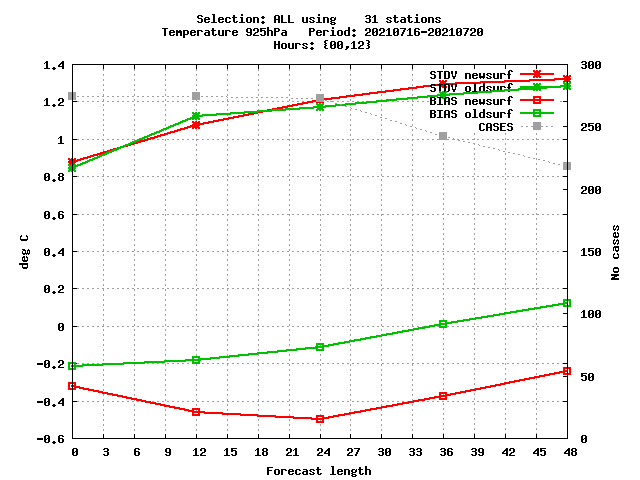 Selection: ALL using    31 stations
Temperature 925hPa   Period: 20210716-20210720
Hours: {00,12}
1.4
1.2
1
0.8
0.6
0.4
0.2
0
-0.2
-0.4
-0.6
deg C
STDV newsurf
STDV oldsurf
BIAS newsurf
BIAS oldsurf
CASES
300
250
200
150
100
50
0
No cases
0 3 6 9 12 15 18 21 24 27 30 33 36 39 42 45 48
Forecast length